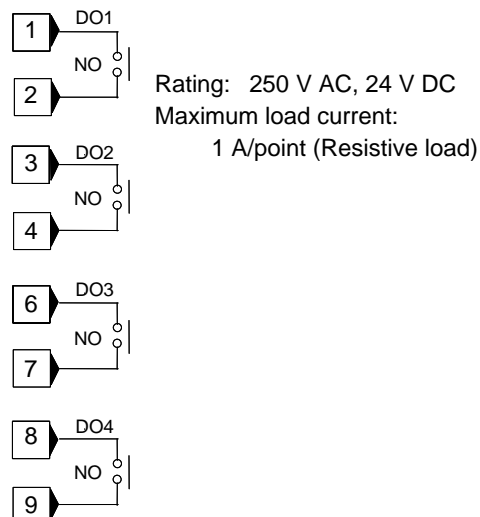 1 DO1
NO
2
Rating: 250 V AC, 24 V DC
Maximum load current:
1 A/point (Resistive load)
3 DO2
NO
4
6 DO3
NO
7
8 DO4
NO
9